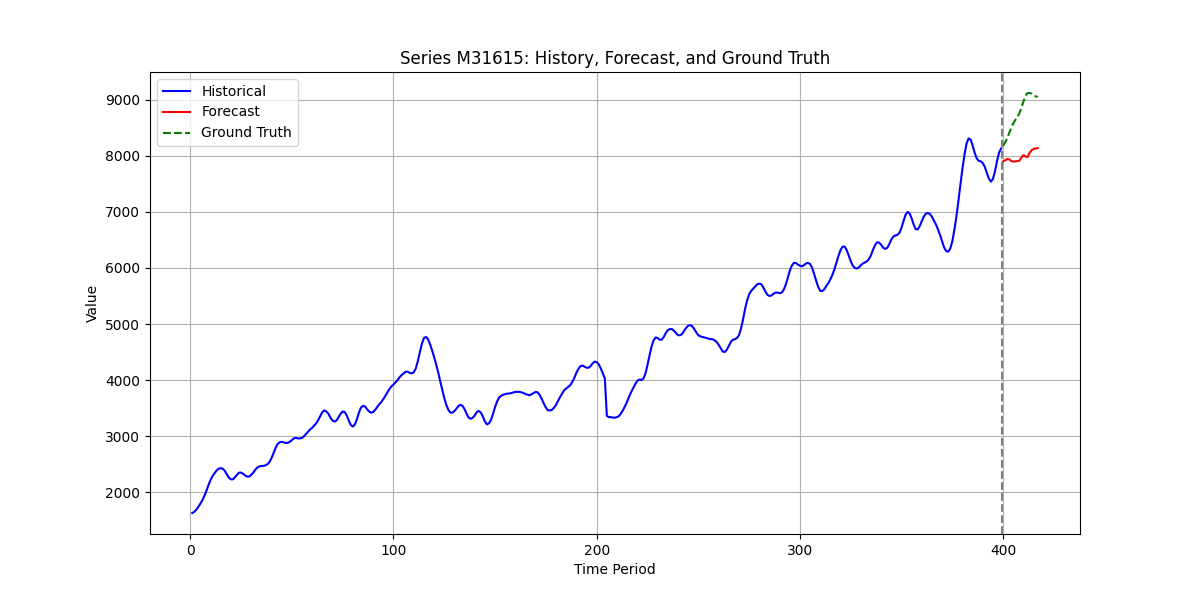 Series M31615: History, Forecast, and Ground Truth
Historical
Forecast
Ground Truth
9000
8000
7000
6000
5000
4000
3000
2000
Value
0
100
200
300
400
Time Period